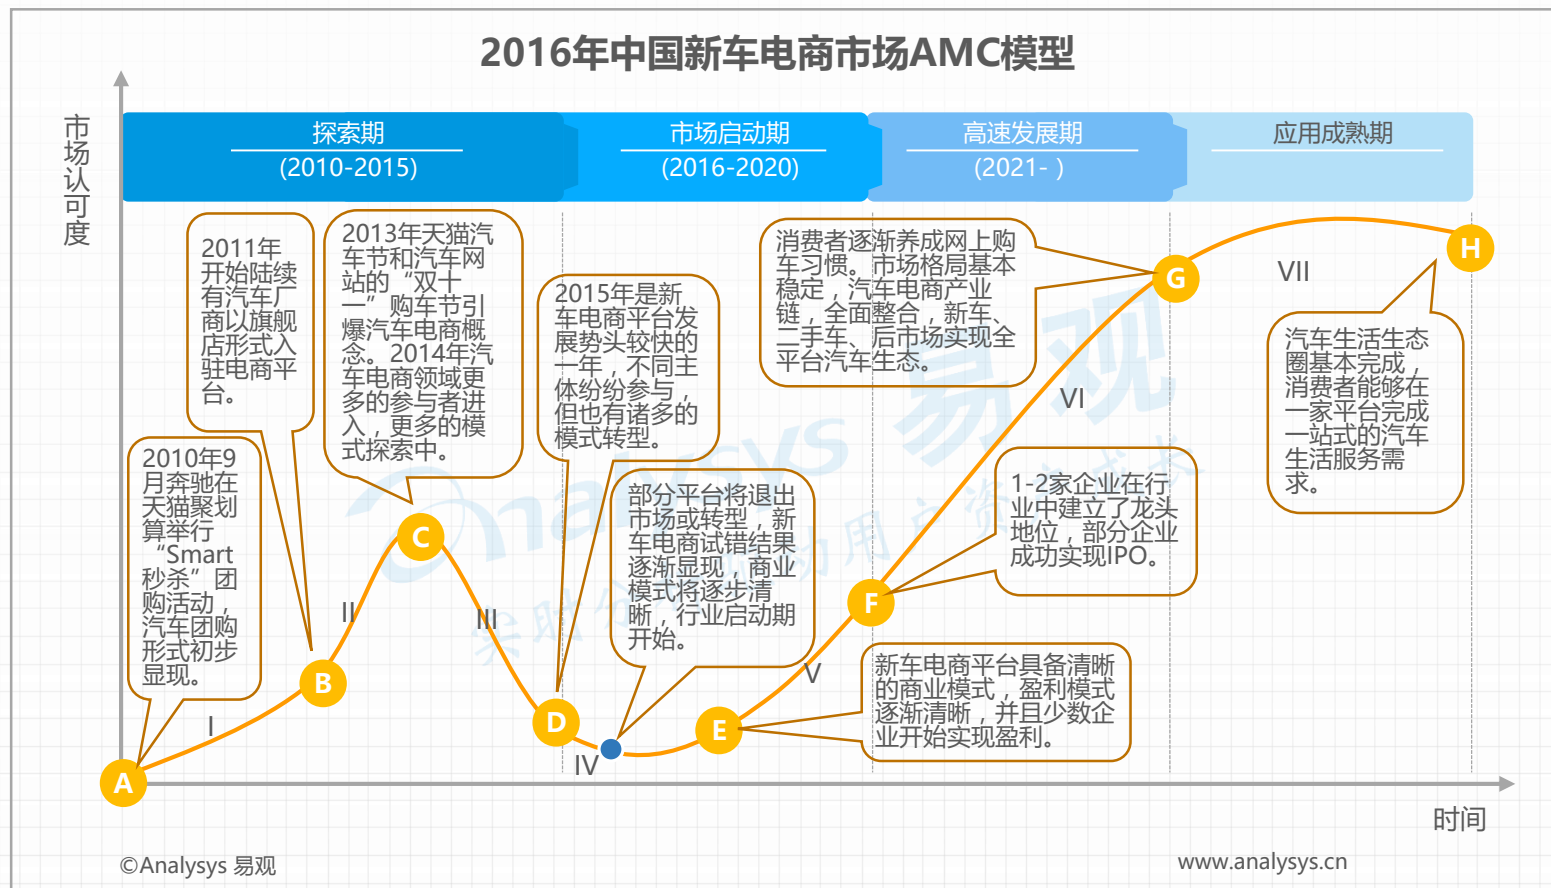 2016年中国新车电商市场AMC模型
市场认可度
探索期
(2010-2015)
市场启动期
(2016-2020)
高速发展期
(2021- )
应用成熟期
2010年9
月奔驰在
天猫聚划
算举行
“Smart
秒杀”团
购活动，
汽车团购
形式初步
显现。
2011年
开始陆续
有汽车厂
商以旗舰
店形式入
驻电商平
台。
2013年天猫汽
车节和汽车网
站的“双十
一”购车节引
爆汽车电商概
念。2014年汽
车电商领域更
多的参与者进
入，更多的模
式探索中。
2015年是新
车电商平台发
展势头较快的
一年，不同主
体纷纷参与，
但也有诸多的
模式转型。
部分平台将退出
市场或转型，新
车电商试错结果
逐渐显现，商业
模式将逐步清
晰，行业启动期
开始。
新车电商平台具备清晰
的商业模式，盈利模式
逐渐清晰，并且少数企
业开始实现盈利。
1-2家企业在行
业中建立了龙头
地位，部分企业
成功实现IPO。
消费者逐渐养成网上购
车习惯。市场格局基本
稳定，汽车电商产业
链，全面整合，新车、
二手车、后市场实现全
平台汽车生态。
汽车生活生态
圈基本完成，
消费者能够在
一家平台完成
一站式的汽车
生活服务需
求。
A
I
B
II
C
III
D
IV
E
V
F
VI
G
VII
H
时间
analysys 易观
©Analysys 易观
www.analysys.cn